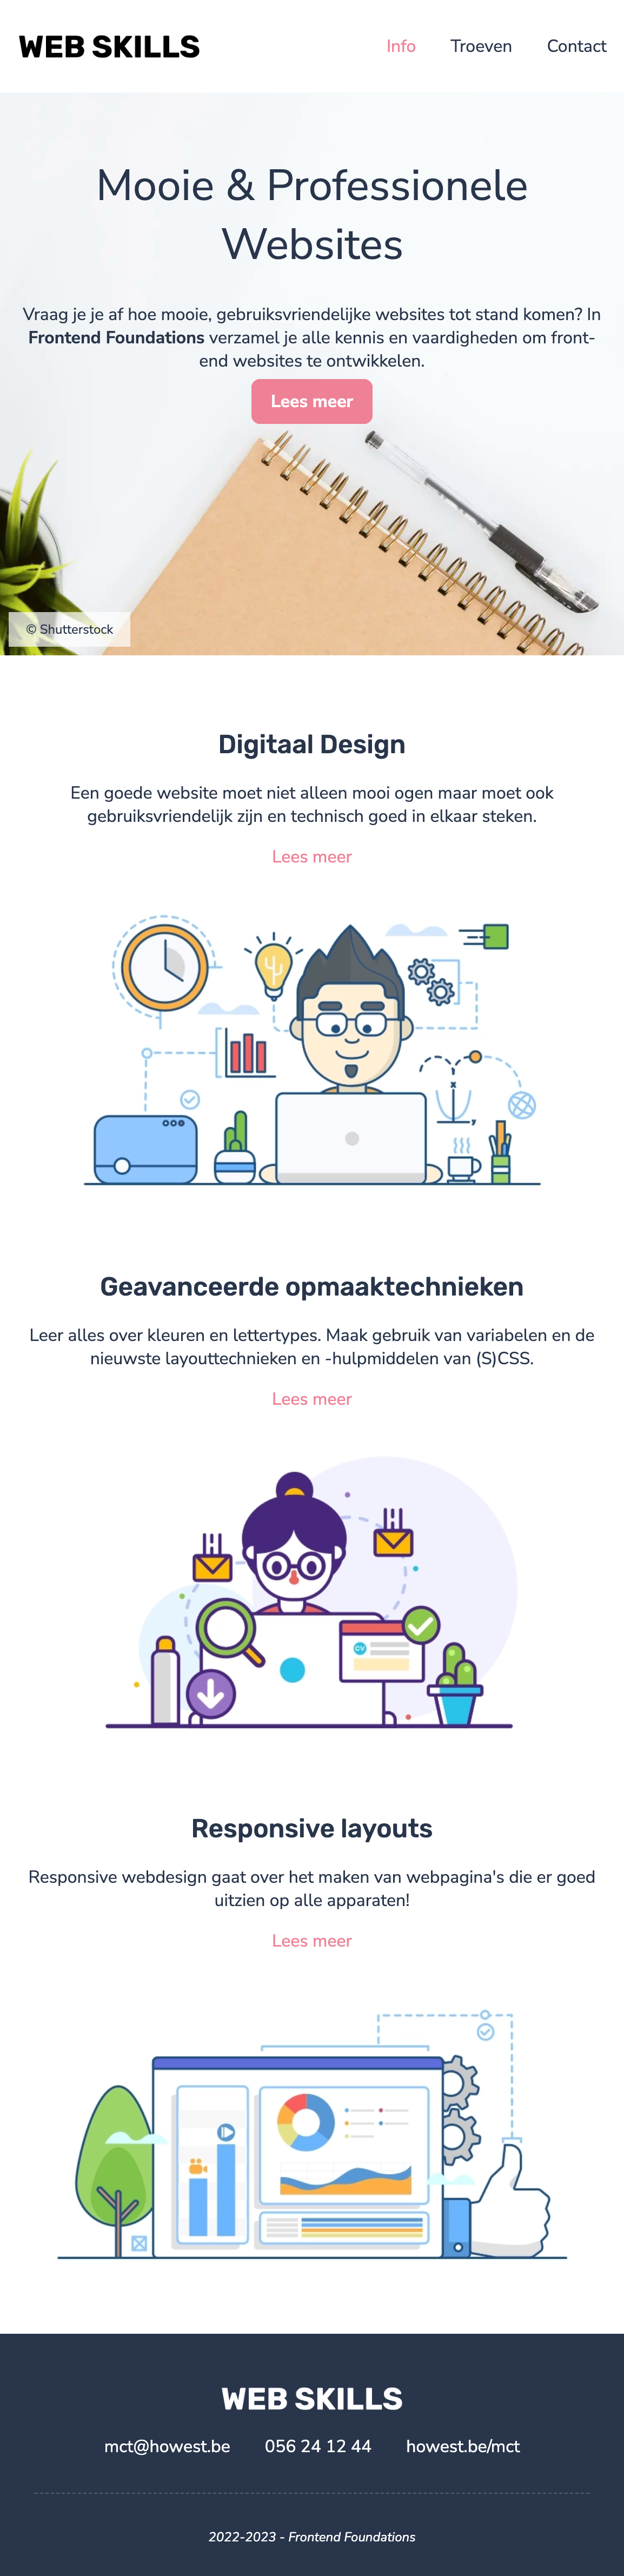 WEB SKILLS
Info Troeven Contact
Mooie & Professionele
Websites
Vraag je je af hoe mooie, gebruiksvriendelijke websites tot stand komen? In
Frontend Foundations verzamel je alle kennis en vaardigheden om front-
end websites te ontwikkelen.
Lees meer
© Shutterstock
Digitaal Design
Een goede website moet niet alleen mooi ogen maar moet ook
gebruiksvriendelijk zijn en technisch goed in elkaar steken.
Lees meer
x
y
Geavanceerde opmaaktechnieken
Leer alles over kleuren en lettertypes. Maak gebruik van variabelen en de
nieuwste layouttechnieken en -hulpmiddelen van (S)CSS.
Lees meer
CV
Responsive layouts
Responsive webdesign gaat over het maken van webpagina's die er goed
uitzien op alle apparaten!
Lees meer
WEB SKILLS
mct@howest.be 056 24 12 44 howest.be/mct
2022-2023 - Frontend Foundations